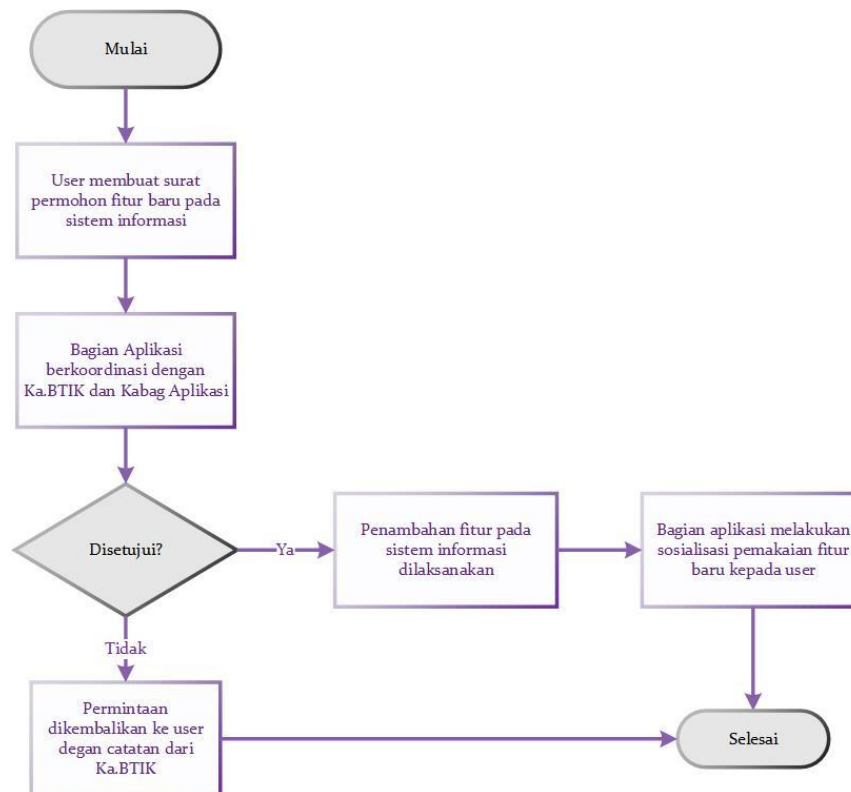 Mulai
User membuat surat
permohon fitur baru pada
sistem informasi
Bagian Aplikasi
berkoordinasi dengan
Ka.BTIK dan Kabag Aplikasi
Disetujui?
Ya
Penambahan fitur pada
sistem informasi
dilaksanakan
Bagian aplikasi melakukan
sosialisasi pemakaian fitur
baru kepada user
Tidak
Permintaan
dikembalikan ke user
degan catatan dari
Ka.BTIK
Selesai